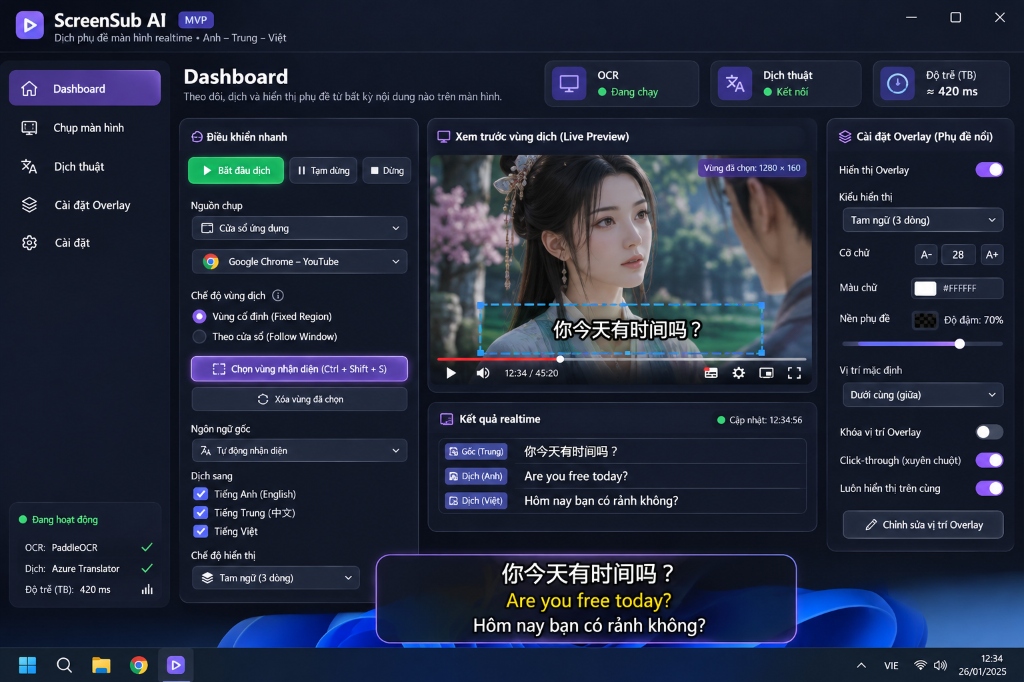 ScreenSub AI MVP
Dịch phụ đề màn hình realtime • Anh – Trung – Việt
Dashboard
Chụp màn hình
Dịch thuật
Cài đặt Overlay
Cài đặt
Đang hoạt động
OCR: PaddleOCR
Dịch: Azure Translator
Độ trễ (TB): 420 ms
Dashboard
Theo dõi, dịch và hiển thị phụ đề từ bất kỳ nội dung nào trên màn hình.
OCR
Đang chạy
Dịch thuật
Kết nối
Độ trễ (TB)
≈ 420 ms
Điều khiển nhanh
Bắt đầu dịch
Tạm dừng
Dừng
Nguồn chụp
Cửa sổ ứng dụng
Google Chrome – YouTube
Chế độ vùng dịch
Vùng cố định (Fixed Region)
Theo cửa sổ (Follow Window)
Chọn vùng nhận diện (Ctrl + Shift + S)
Xóa vùng đã chọn
Ngôn ngữ gốc
Tự động nhận diện
Dịch sang
Tiếng Anh (English)
Tiếng Trung (中文)
Tiếng Việt
Chế độ hiển thị
Tam ngữ (3 dòng)
Xem trước vùng dịch (Live Preview)
Vùng đã chọn: 1280 × 160
你今天有时间吗？
12:34 / 45:20
Kết quả realtime
Cập nhật: 12:34:56
Gốc (Trung) 你今天有时间吗？
Dịch (Anh) Are you free today?
Dịch (Việt) Hôm nay bạn có rảnh không?
Cài đặt Overlay (Phụ đề nổi)
Hiển thị Overlay
Kiểu hiển thị
Tam ngữ (3 dòng)
Cỡ chữ A- 28 A+
Màu chữ #FFFFFF
Nền phụ đề Độ đậm: 70%
Vị trí mặc định
Dưới cùng (giữa)
Khóa vị trí Overlay
Click-through (xuyên chuột)
Luôn hiển thị trên cùng
Chỉnh sửa vị trí Overlay
你今天有时间吗？
Are you free today?
Hôm nay bạn có rảnh không?
VIE
12:34
26/01/2025